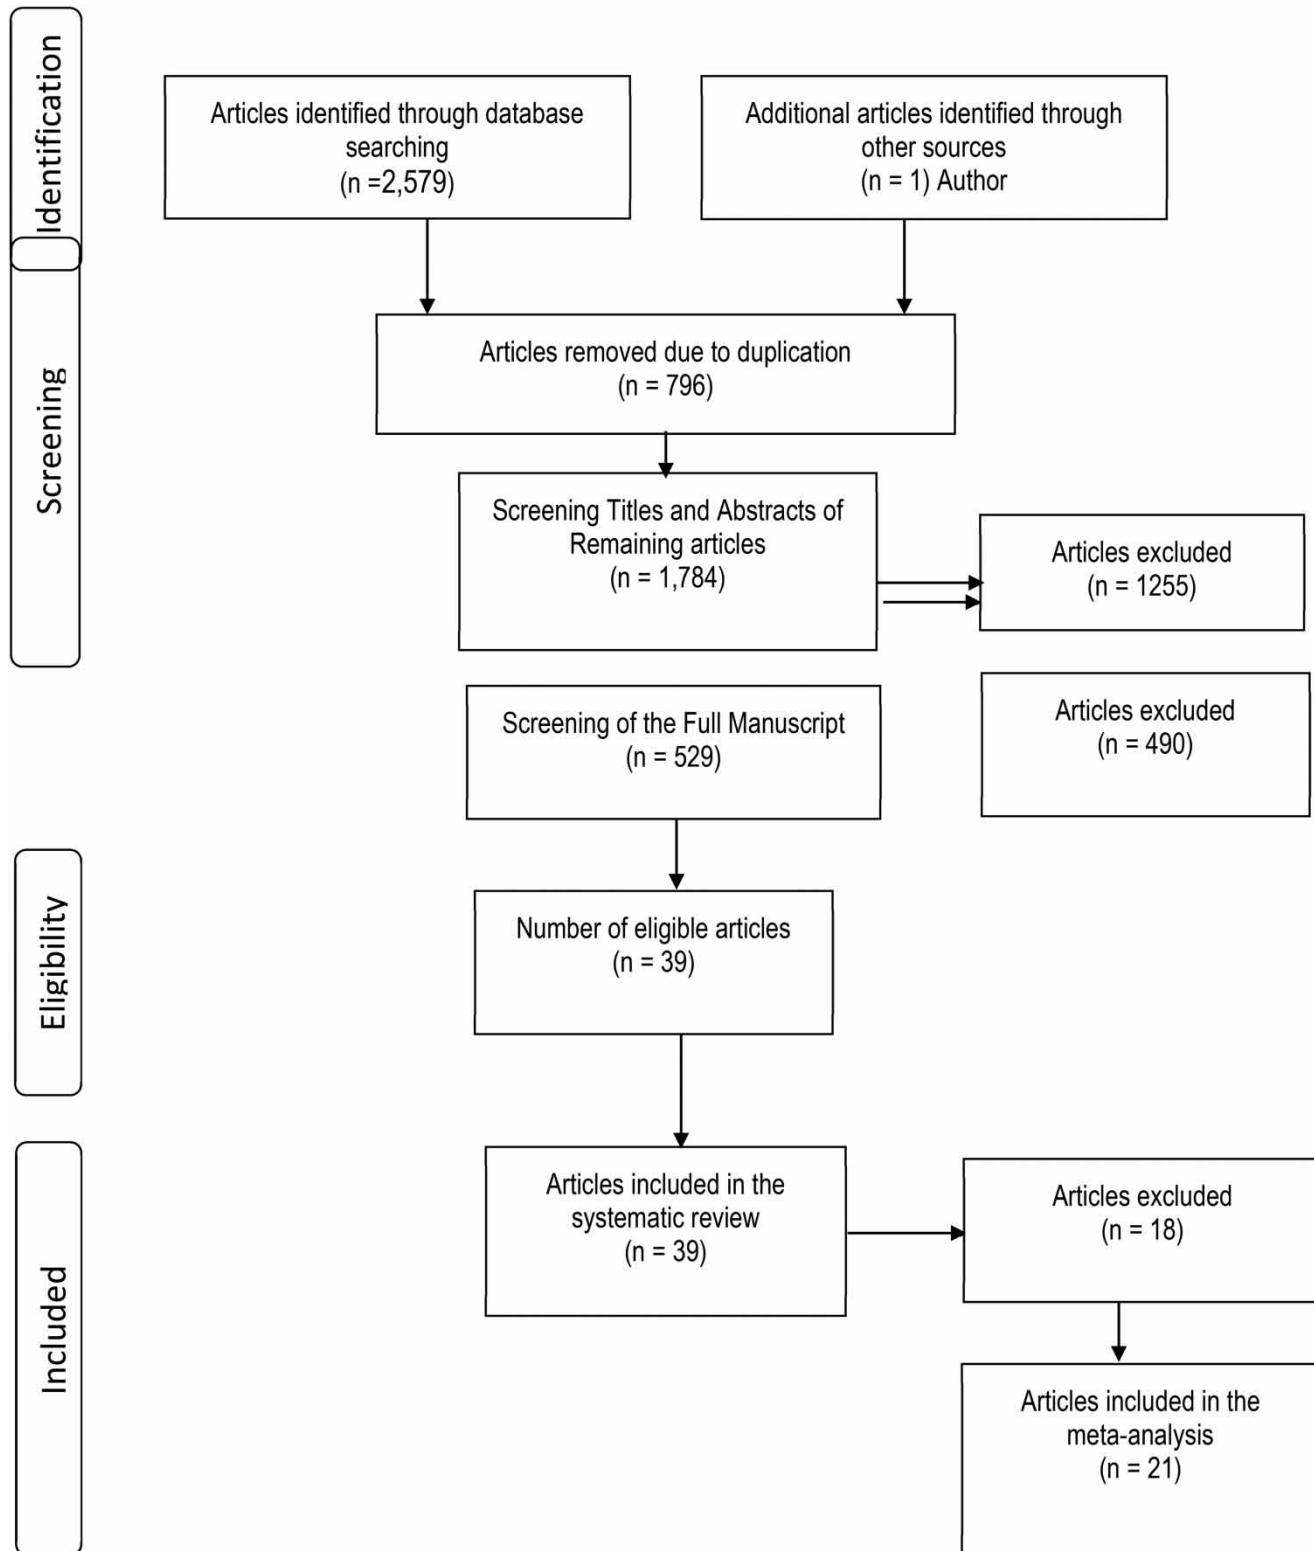 Identification
Articles identified through database
searching
(n =2,579)
Additional articles identified through
other sources
(n = 1) Author
Screening
Articles removed due to duplication
(n = 796)
Screening Titles and Abstracts of
Remaining articles
(n = 1,784)
Articles excluded
(n = 1255)
Screening of the Full Manuscript
(n = 529)
Articles excluded
(n = 490)
Eligibility
Number of eligible articles
(n = 39)
Included
Articles included in the
systematic review
(n = 39)
Articles excluded
(n = 18)
Articles included in the
meta-analysis
(n = 21)